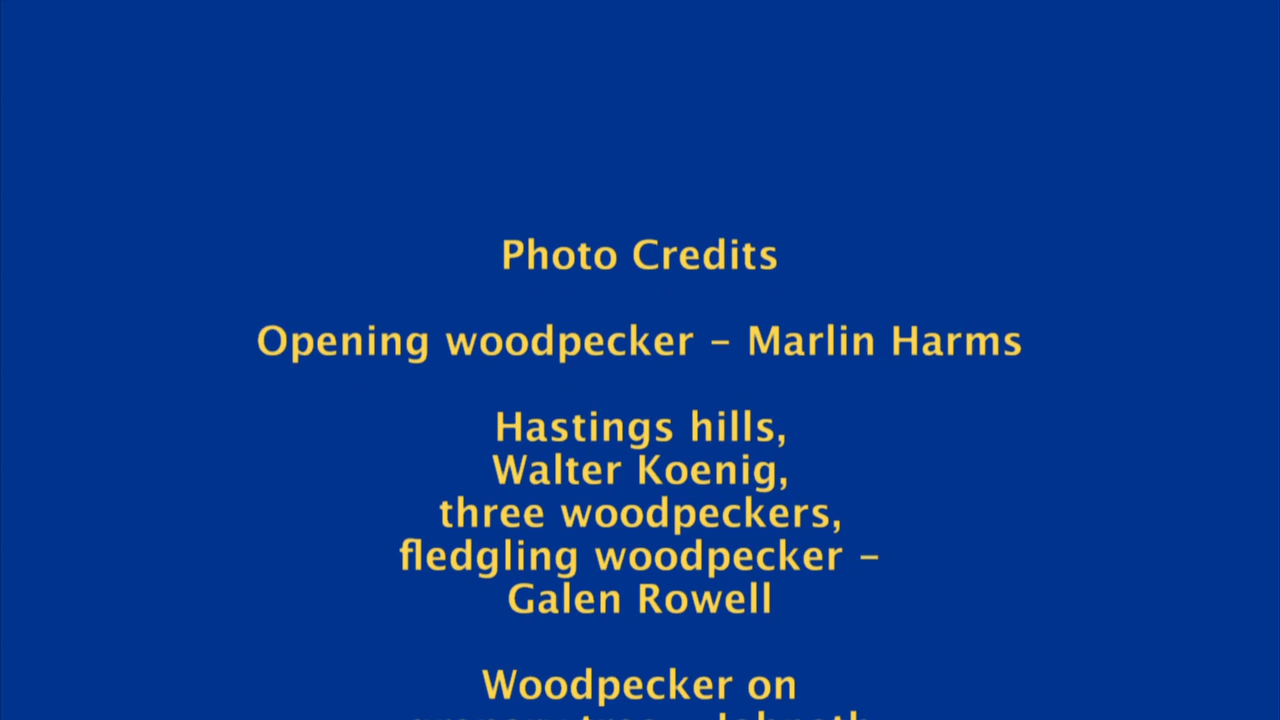 Photo Credits
Opening woodpecker – Marlin Harms
Hastings hills,
Walter Koenig,
three woodpeckers,
fledgling woodpecker –
Galen Rowell
Woodpecker on